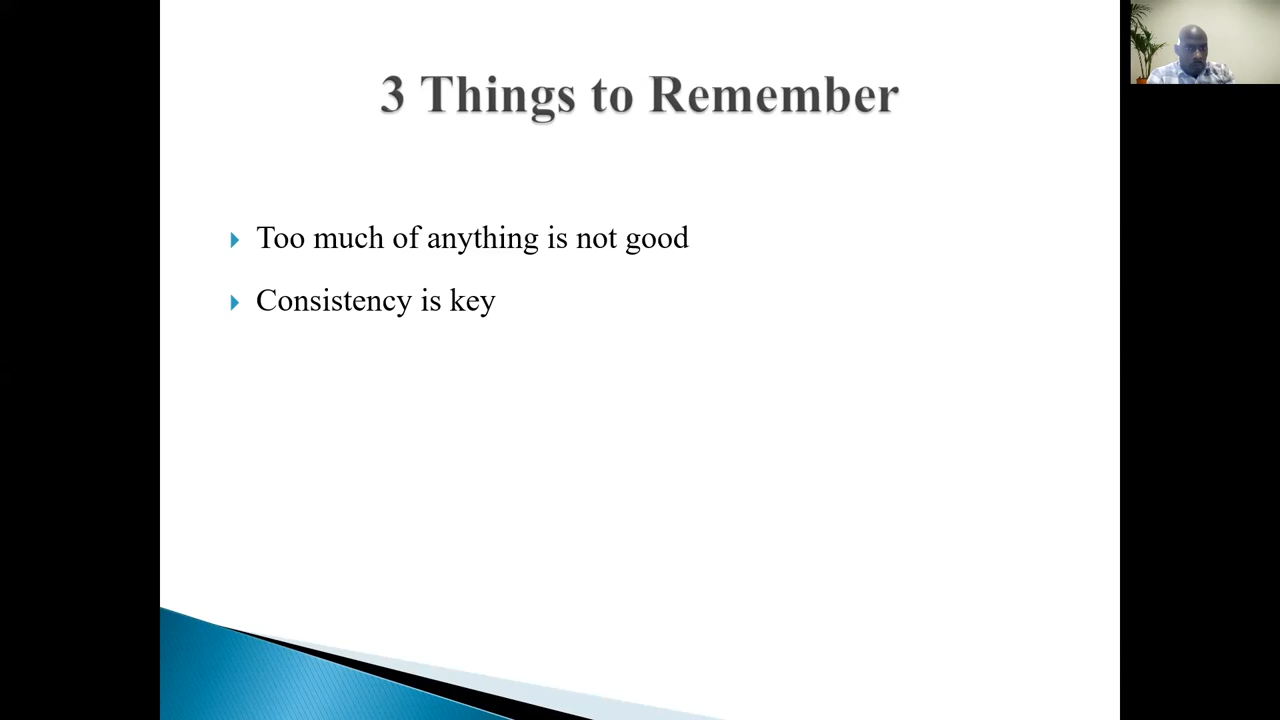 3 Things to Remember
Too much of anything is not good
Consistency is key